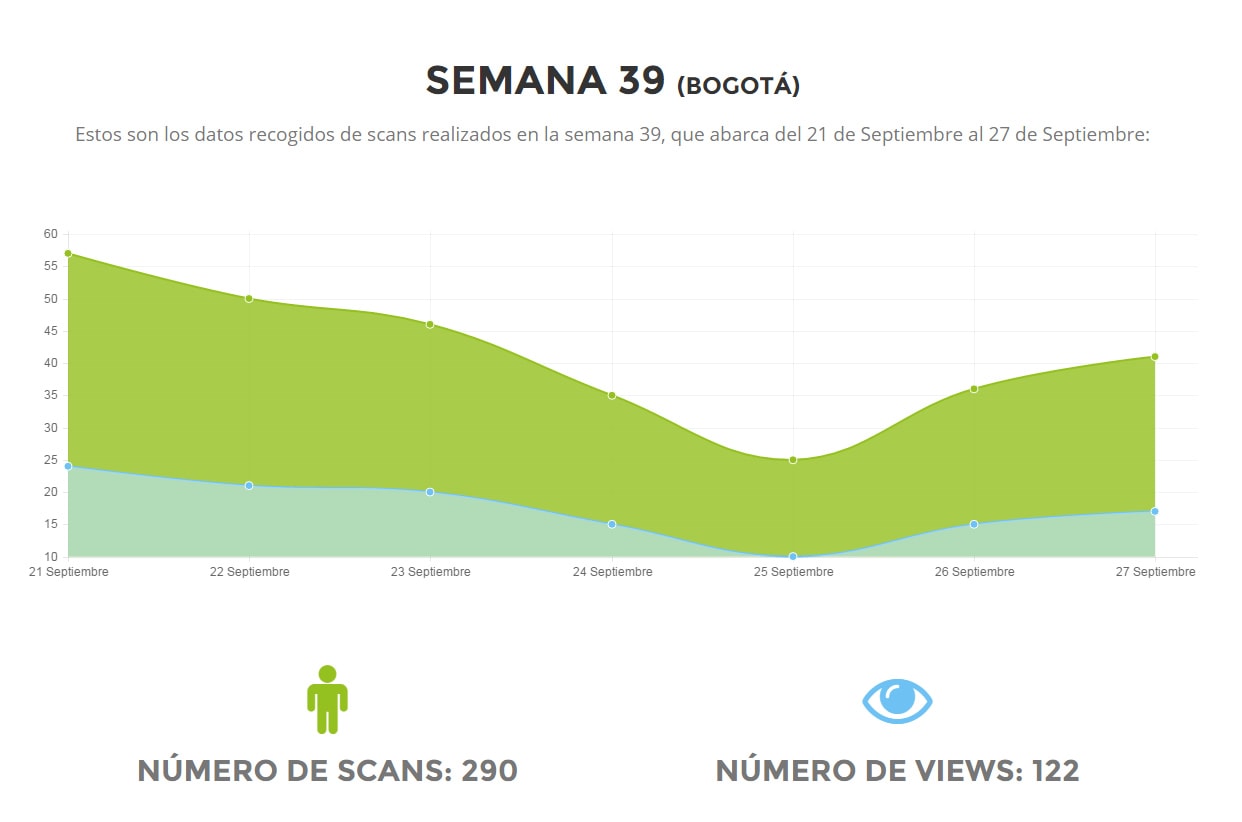 SEMANA 39 (BOGOTÁ)
Estos son los datos recogidos de scans realizados en la semana 39, que abarca del 21 de Septiembre al 27 de Septiembre:
60
55
50
45
40
35
30
25
20
15
10
21 Septiembre 22 Septiembre 23 Septiembre 24 Septiembre 25 Septiembre 26 Septiembre 27 Septiembre
NÚMERO DE SCANS: 290 NÚMERO DE VIEWS: 122